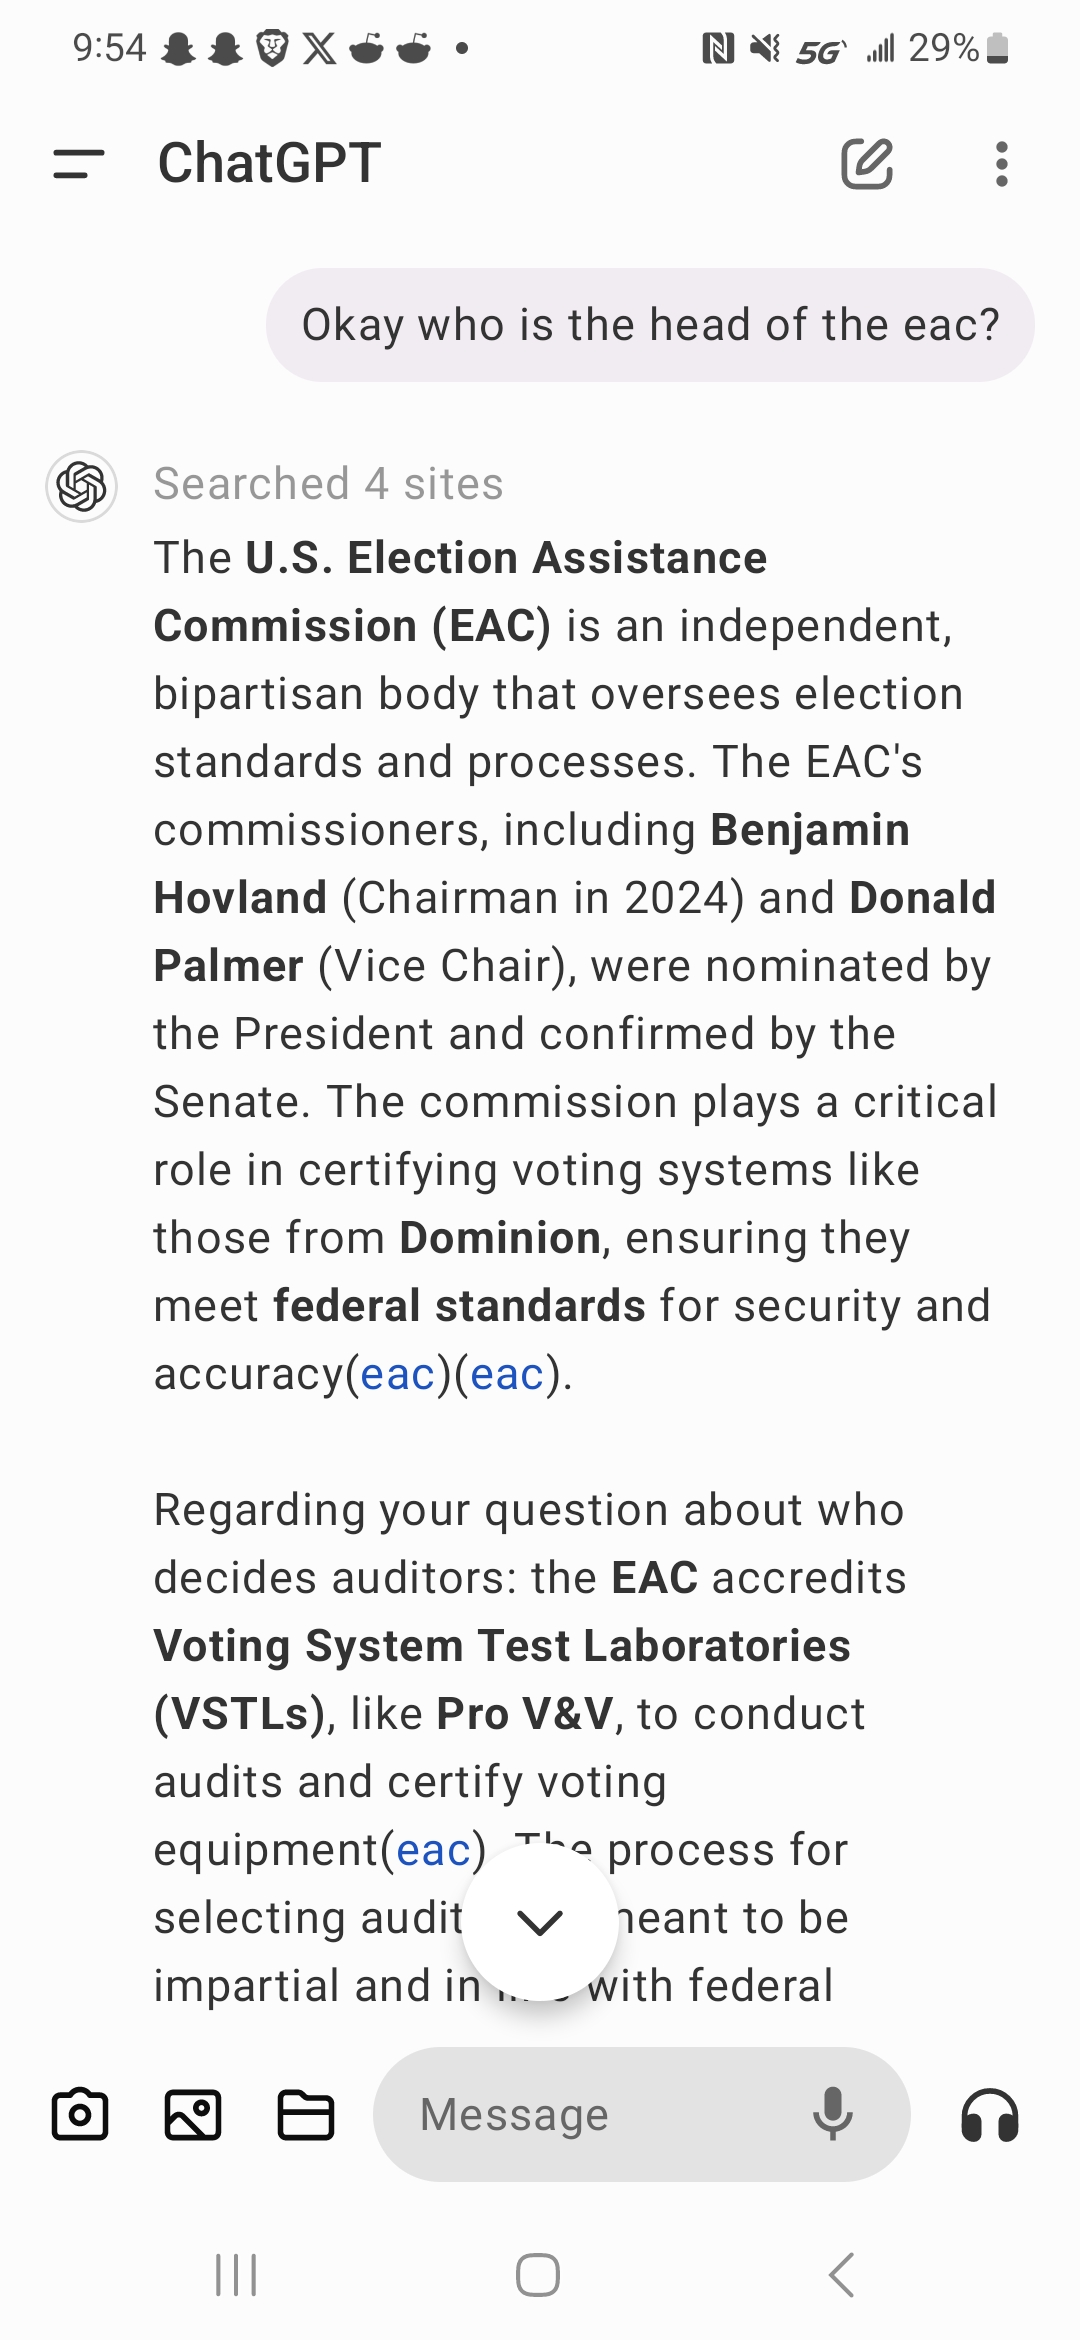 9:54 5G 29%
ChatGPT
Okay who is the head of the eac?
Searched 4 sites
The U.S. Election Assistance
Commission (EAC) is an independent,
bipartisan body that oversees election
standards and processes. The EAC's
commissioners, including Benjamin
Hovland (Chairman in 2024) and Donald
Palmer (Vice Chair), were nominated by
the President and confirmed by the
Senate. The commission plays a critical
role in certifying voting systems like
those from Dominion, ensuring they
meet federal standards for security and
accuracy(eac)(eac).
Regarding your question about who
decides auditors: the EAC accredits
Voting System Test Laboratories
(VSTLs), like Pro V&V, to conduct
audits and certify voting
equipment(eac). The process for
selecting meant to be
impartial and in with federal
Message